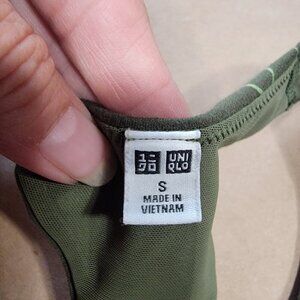 ユニ UNI
クロ QLO
S
MADE IN
VIETNAM